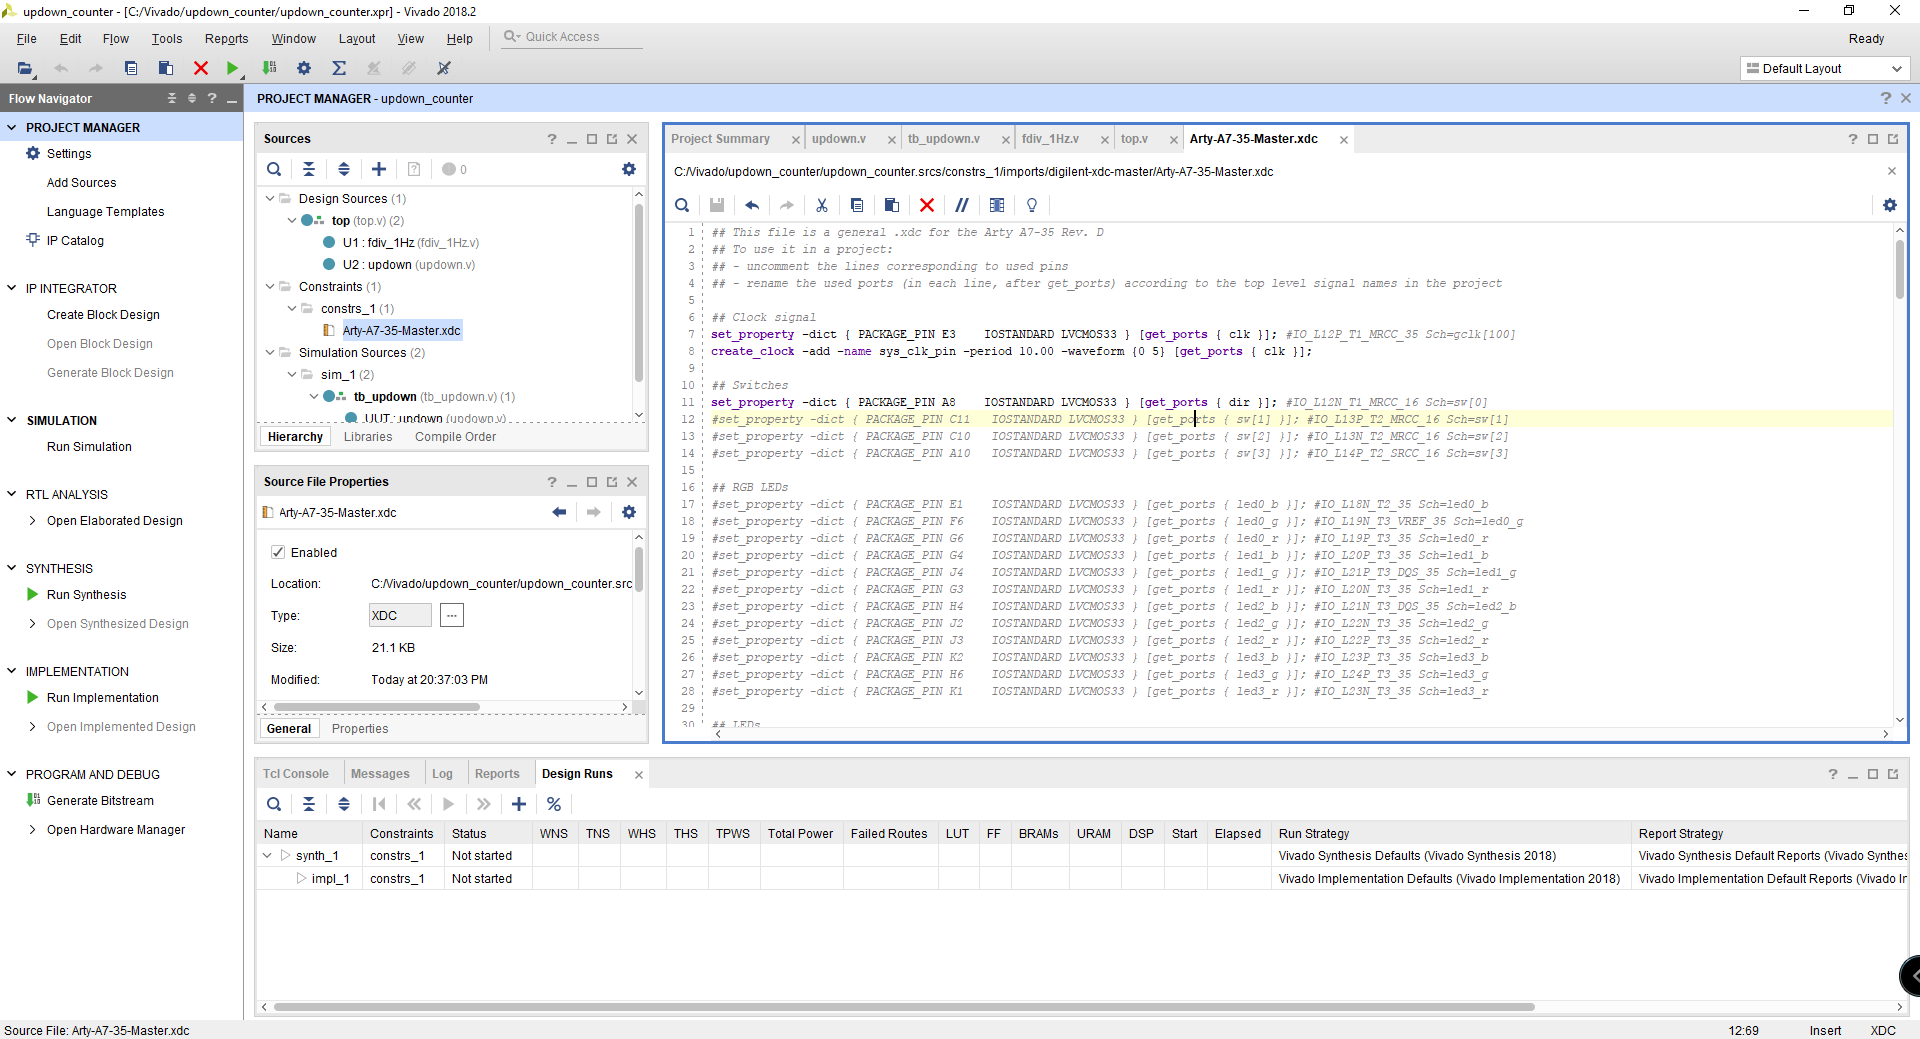 updown_counter - [C:/Vivado/updown_counter/updown_counter.xpr] - Vivado 2018.2
File Edit Flow Tools Reports Window Layout View Help Quick Access Ready
Default Layout
Flow Navigator
PROJECT MANAGER - updown_counter
PROJECT MANAGER
Settings
Add Sources
Language Templates
IP Catalog
IP INTEGRATOR
Create Block Design
Open Block Design
Generate Block Design
SIMULATION
Run Simulation
RTL ANALYSIS
Open Elaborated Design
SYNTHESIS
Run Synthesis
Open Synthesized Design
IMPLEMENTATION
Run Implementation
Open Implemented Design
PROGRAM AND DEBUG
Generate Bitstream
Open Hardware Manager
Sources
0
Design Sources (1)
top (top.v) (2)
U1 : fdiv_1Hz (fdiv_1Hz.v)
U2 : updown (updown.v)
Constraints (1)
constrs_1 (1)
Arty-A7-35-Master.xdc
Simulation Sources (2)
sim_1 (2)
tb_updown (tb_updown.v) (1)
UUT : updown (updown.v)
Hierarchy Libraries Compile Order
Source File Properties
Arty-A7-35-Master.xdc
Enabled
Location: C:/Vivado/updown_counter/updown_counter.src
Type: XDC ...
Size: 21.1 KB
Modified: Today at 20:37:03 PM
General Properties
Project Summary updown.v tb_updown.v fdiv_1Hz.v top.v Arty-A7-35-Master.xdc
C:/Vivado/updown_counter/updown_counter.srcs/constrs_1/imports/digilent-xdc-master/Arty-A7-35-Master.xdc
1 ## This file is a general .xdc for the Arty A7-35 Rev. D
2 ## To use it in a project:
3 ## - uncomment the lines corresponding to used pins
4 ## - rename the used ports (in each line, after get_ports) according to the top level signal names in the project
5
6 ## Clock signal
7 set_property -dict { PACKAGE_PIN E3 IOSTANDARD LVCMOS33 } [get_ports { clk }]; #IO_L12P_T1_MRCC_35 Sch=gclk[100]
8 create_clock -add -name sys_clk_pin -period 10.00 -waveform {0 5} [get_ports { clk }];
9
10 ## Switches
11 set_property -dict { PACKAGE_PIN A8 IOSTANDARD LVCMOS33 } [get_ports { dir }]; #IO_L12N_T1_MRCC_16 Sch=sw[0]
12 #set_property -dict { PACKAGE_PIN C11 IOSTANDARD LVCMOS33 } [get_ports { sw[1] }]; #IO_L13P_T2_MRCC_16 Sch=sw[1]
13 #set_property -dict { PACKAGE_PIN C10 IOSTANDARD LVCMOS33 } [get_ports { sw[2] }]; #IO_L13N_T2_MRCC_16 Sch=sw[2]
14 #set_property -dict { PACKAGE_PIN A10 IOSTANDARD LVCMOS33 } [get_ports { sw[3] }]; #IO_L14P_T2_SRCC_16 Sch=sw[3]
15
16 ## RGB LEDs
17 #set_property -dict { PACKAGE_PIN E1 IOSTANDARD LVCMOS33 } [get_ports { led0_b }]; #IO_L18N_T2_35 Sch=led0_b
18 #set_property -dict { PACKAGE_PIN F6 IOSTANDARD LVCMOS33 } [get_ports { led0_g }]; #IO_L19N_T3_VREF_35 Sch=led0_g
19 #set_property -dict { PACKAGE_PIN G6 IOSTANDARD LVCMOS33 } [get_ports { led0_r }]; #IO_L19P_T3_35 Sch=led0_r
20 #set_property -dict { PACKAGE_PIN G4 IOSTANDARD LVCMOS33 } [get_ports { led1_b }]; #IO_L20P_T3_35 Sch=led1_b
21 #set_property -dict { PACKAGE_PIN J4 IOSTANDARD LVCMOS33 } [get_ports { led1_g }]; #IO_L21P_T3_DQS_35 Sch=led1_g
22 #set_property -dict { PACKAGE_PIN G3 IOSTANDARD LVCMOS33 } [get_ports { led1_r }]; #IO_L20N_T3_35 Sch=led1_r
23 #set_property -dict { PACKAGE_PIN H4 IOSTANDARD LVCMOS33 } [get_ports { led2_b }]; #IO_L21N_T3_DQS_35 Sch=led2_b
24 #set_property -dict { PACKAGE_PIN J2 IOSTANDARD LVCMOS33 } [get_ports { led2_g }]; #IO_L22N_T3_35 Sch=led2_g
25 #set_property -dict { PACKAGE_PIN J3 IOSTANDARD LVCMOS33 } [get_ports { led2_r }]; #IO_L22P_T3_35 Sch=led2_r
26 #set_property -dict { PACKAGE_PIN K2 IOSTANDARD LVCMOS33 } [get_ports { led3_b }]; #IO_L23P_T3_35 Sch=led3_b
27 #set_property -dict { PACKAGE_PIN H6 IOSTANDARD LVCMOS33 } [get_ports { led3_g }]; #IO_L24P_T3_35 Sch=led3_g
28 #set_property -dict { PACKAGE_PIN K1 IOSTANDARD LVCMOS33 } [get_ports { led3_r }]; #IO_L23N_T3_35 Sch=led3_r
29
30 ## LEDs
Tcl Console Messages Log Reports Design Runs
Name Constraints Status WNS TNS WHS THS TPWS Total Power Failed Routes LUT FF BRAMs URAM DSP Start Elapsed Run Strategy Report Strategy
synth_1 constrs_1 Not started Vivado Synthesis Defaults (Vivado Synthesis 2018) Vivado Synthesis Default Reports (Vivado Synthes
impl_1 constrs_1 Not started Vivado Implementation Defaults (Vivado Implementation 2018) Vivado Implementation Default Reports (Vivado Ir
Source File: Arty-A7-35-Master.xdc 12:69 Insert XDC